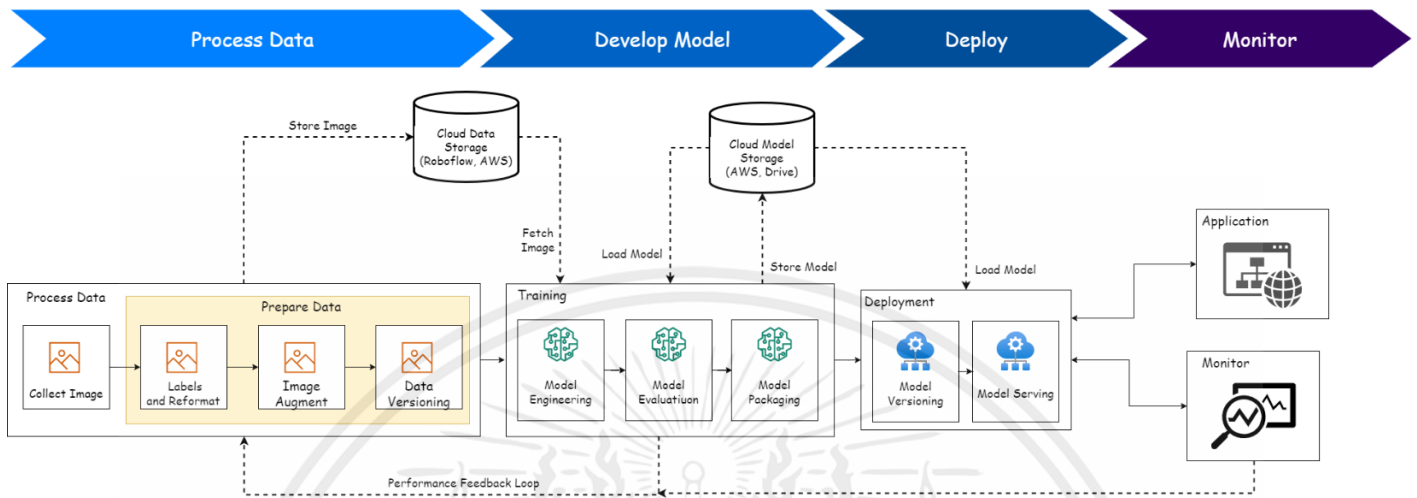 Process Data
Develop Model
Deploy
Monitor
Store Image
Cloud Data
Storage
(Roboflow, AWS)
Cloud Model
Storage
(AWS, Drive)
Fetch
Image
Load Model
Store Model
Load Model
Application
Process Data
Prepare Data
Collect Image
Labels
and Reformat
Image
Augment
Data
Versioning
Training
Model
Engineering
Model
Evaluatiuon
Model
Packaging
Deployment
Model
Versioning
Model Serving
Monitor
Performance Feedback Loop